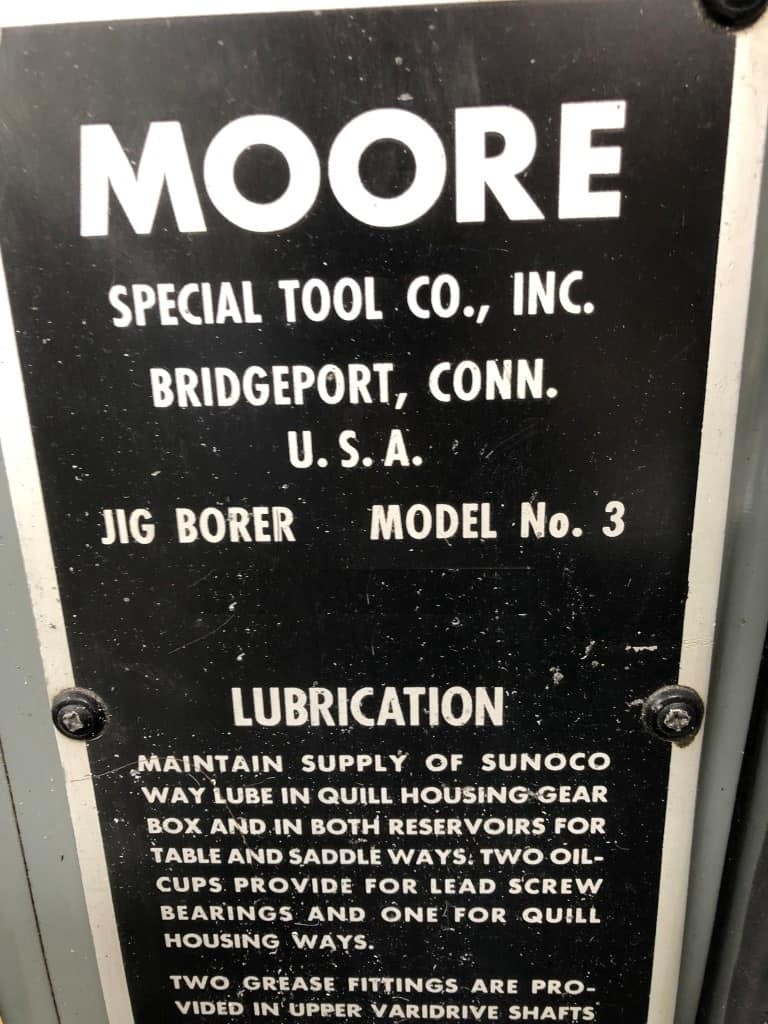 MOORE
SPECIAL TOOL CO., INC.
BRIDGEPORT, CONN.
U.S.A.
JIG BORER MODEL No. 3
LUBRICATION
MAINTAIN SUPPLY OF SUNOCO
WAY LUBE IN QUILL HOUSING GEAR
BOX AND IN BOTH RESERVOIRS FOR
TABLE AND SADDLE WAYS. TWO OIL-
CUPS PROVIDE FOR LEAD SCREW
BEARINGS AND ONE FOR QUILL
HOUSING WAYS.
TWO GREASE FITTINGS ARE PRO-
VIDED IN UPPER VARIDRIVE SHAFTS